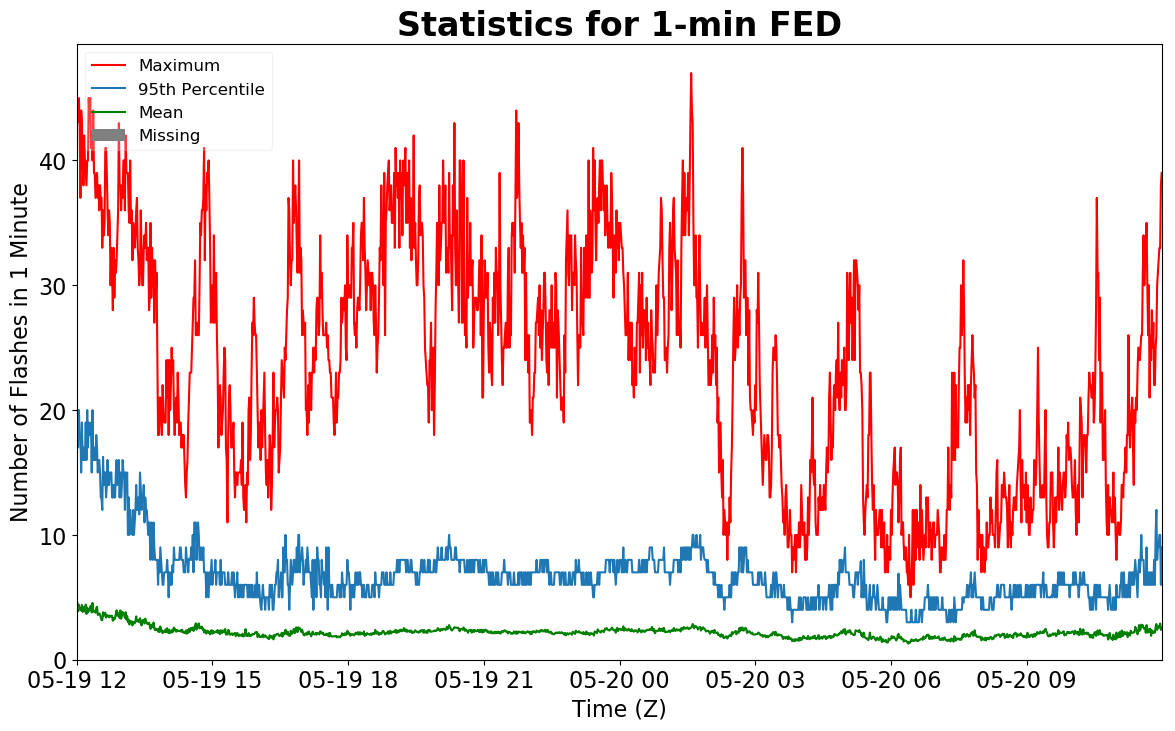 Statistics for 1-min FED
Maximum
95th Percentile
Mean
Missing
Number of Flashes in 1 Minute
40
30
20
10
0
05-19 12 05-19 15 05-19 18 05-19 21 05-20 00 05-20 03 05-20 06 05-20 09
Time (Z)